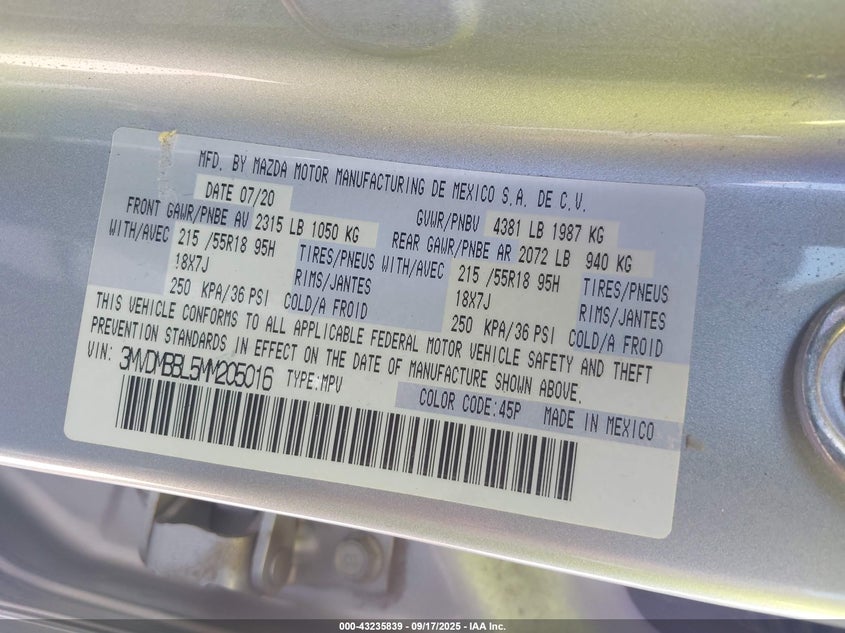 MFD. BY MAZDA MOTOR MANUFACTURING DE MEXICO S.A. DE C.V.
DATE 07/20 GVWR/PNBV 4381 LB 1987 KG
FRONT GAWR/PNBE AV 2315 LB 1050 KG REAR GAWR/PNBE AR 2072 LB 940 KG
WITH/AVEC 215 /55R18 95H TIRES/PNEUS WITH/AVEC 215 /55R18 95H TIRES/PNEUS
18X7J RIMS/JANTES 18X7J RIMS/JANTES
250 KPA/36 PSI COLD/A FROID 250 KPA/36 PSI COLD/A FROID
THIS VEHICLE CONFORMS TO ALL APPLICABLE FEDERAL MOTOR VEHICLE SAFETY AND THEFT
PREVENTION STANDARDS IN EFFECT ON THE DATE OF MANUFACTURE SHOWN ABOVE.
VIN: 3MVDMBBL5MM205016 TYPE:MPV
COLOR CODE:45P MADE IN MEXICO
000-43235839 - 09/17/2025 - IAA Inc.